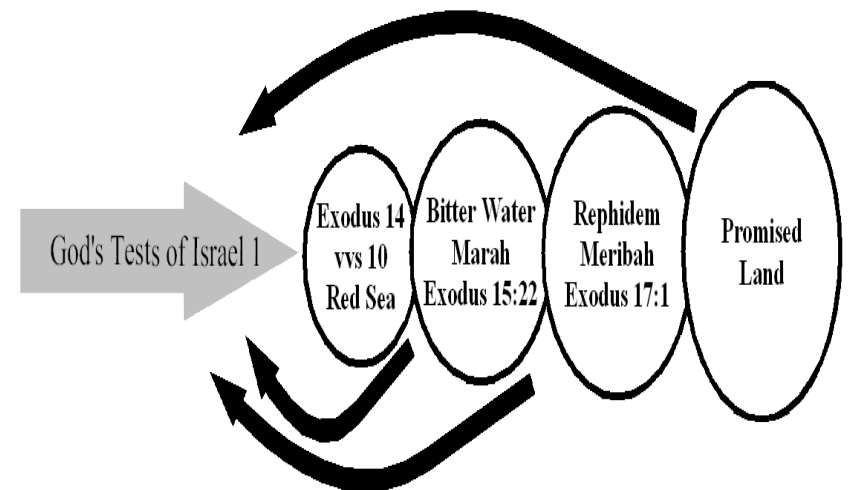 God's Tests of Israel 1
Exodus 14
vvs 10
Red Sea
Bitter Water
Marah
Exodus 15:22
Rephidem
Meribah
Exodus 17:1
Promised
Land